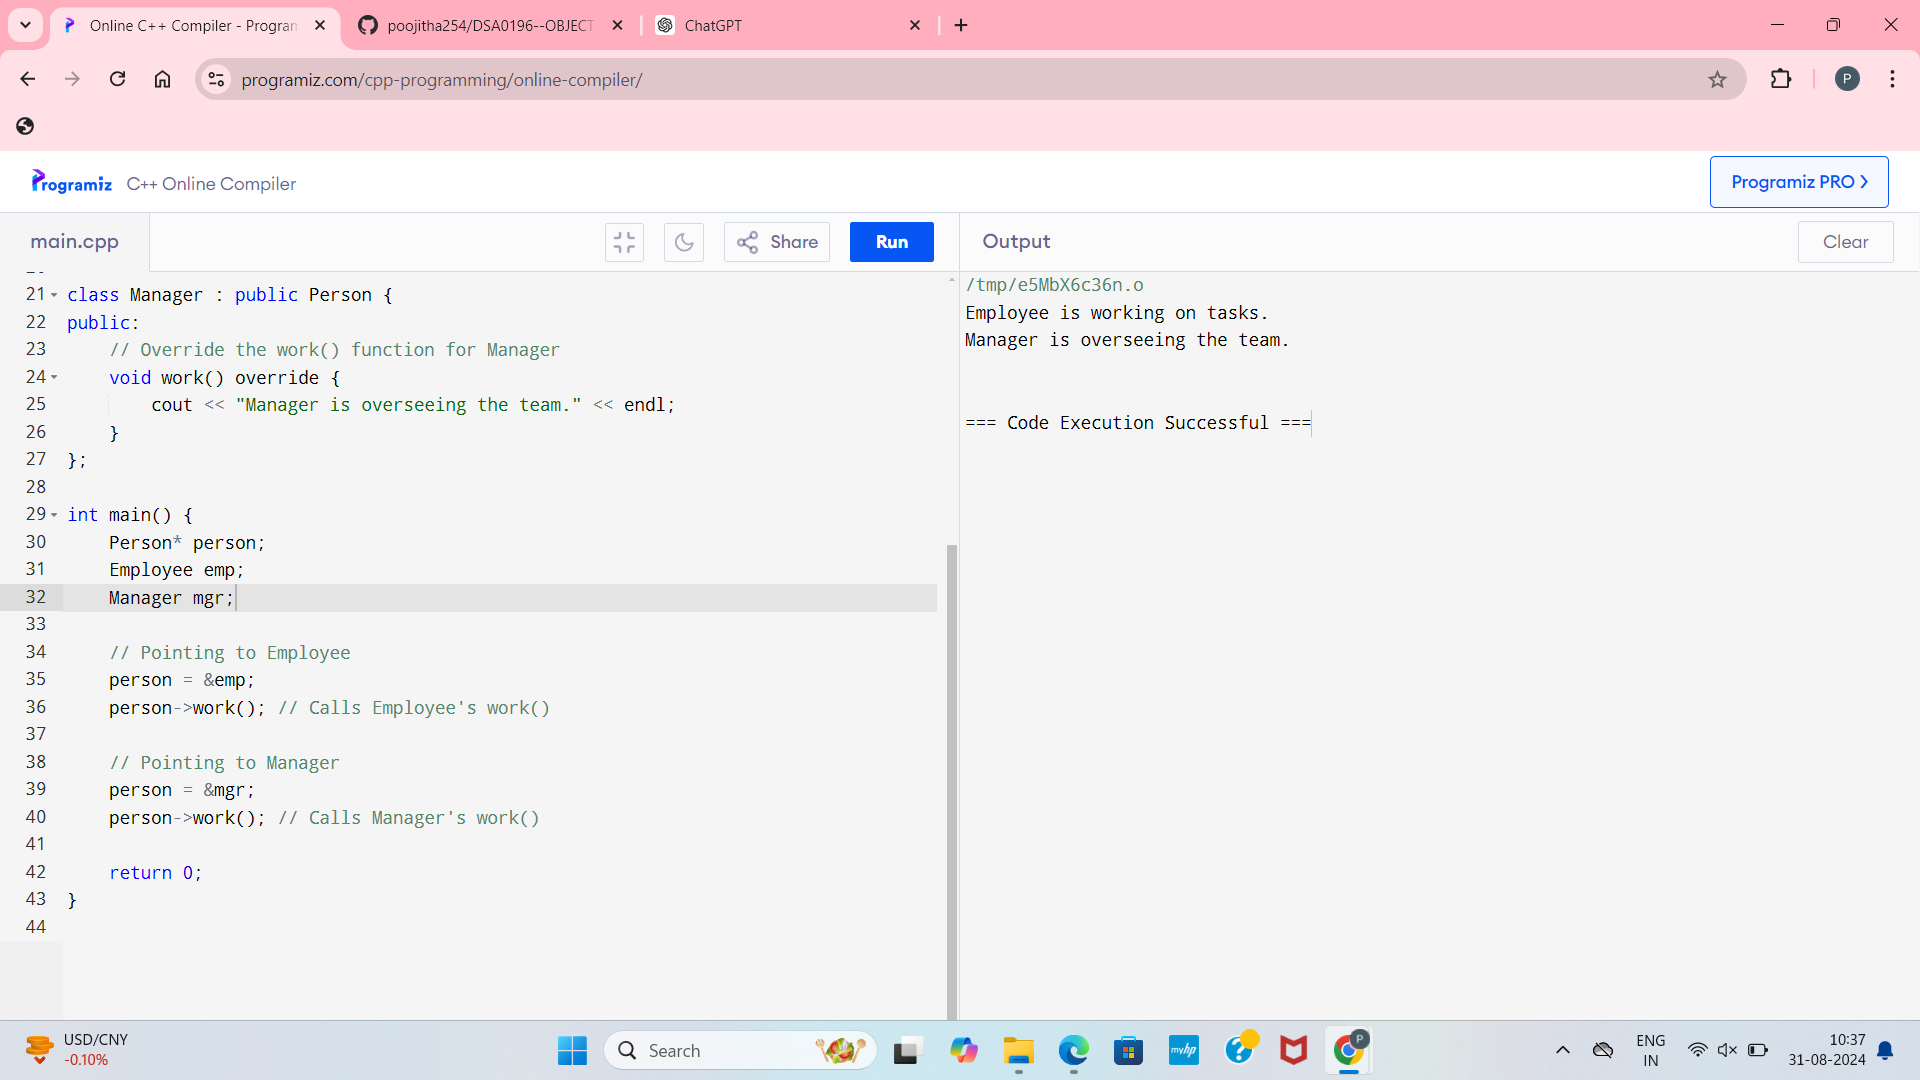 Online C++ Compiler - Program
poojitha254/DSA0196--OBJECT
ChatGPT
programiz.com/cpp-programming/online-compiler/
P
Programiz
C++ Online Compiler
Programiz PRO
main.cpp
Share
Run
Output
Clear
21 class Manager : public Person {
22 public:
23 // Override the work() function for Manager
24 void work() override {
25 cout << "Manager is overseeing the team." << endl;
26 }
27 };
28
29 int main() {
30 Person* person;
31 Employee emp;
32 Manager mgr;
33
34 // Pointing to Employee
35 person = &emp;
36 person->work(); // Calls Employee's work()
37
38 // Pointing to Manager
39 person = &mgr;
40 person->work(); // Calls Manager's work()
41
42 return 0;
43 }
44
/tmp/e5MbX6c36n.o
Employee is working on tasks.
Manager is overseeing the team.
=== Code Execution Successful ===
USD/CNY
-0.10%
Search
myhp
P
ENG
IN
10:37
31-08-2024